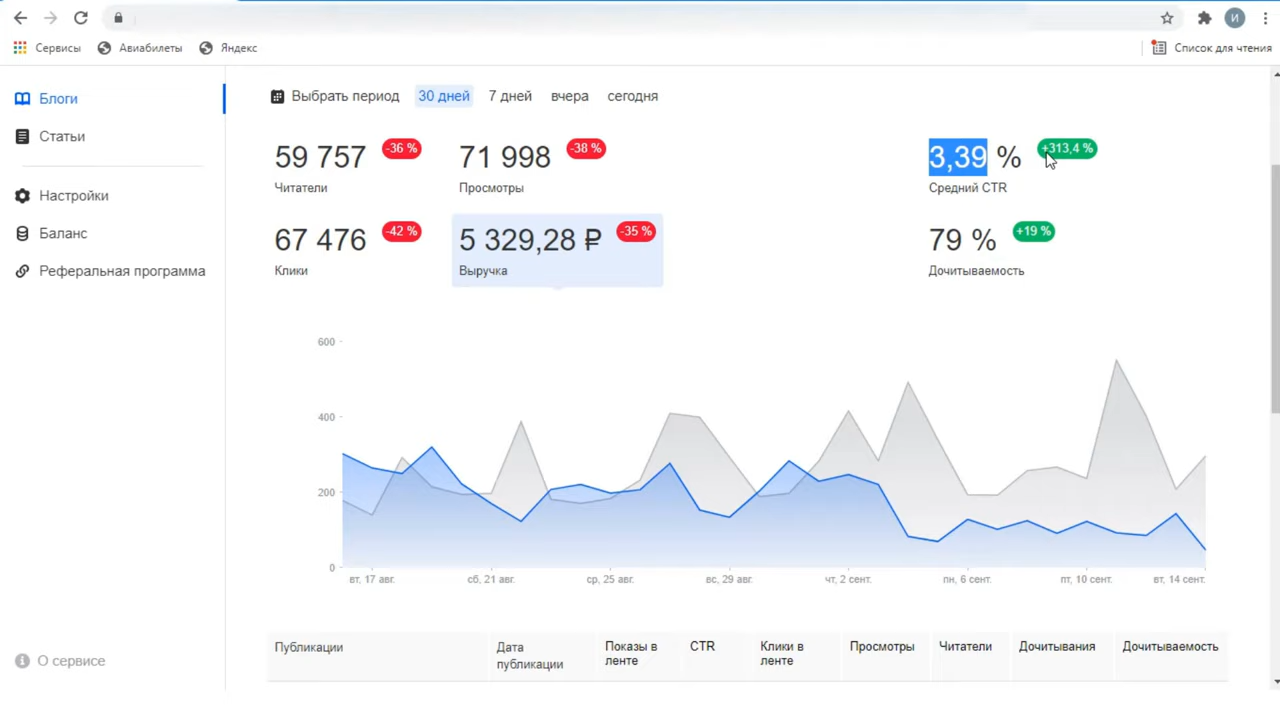 И
Сервисы Авиабилеты Яндекс Список для чтения
Блоги
Статьи
Настройки
Баланс
Реферальная программа
О сервисе
Выбрать период 30 дней 7 дней вчера сегодня
59 757 -36 %
Читатели
71 998 -38 %
Просмотры
3,39 % +313,4 %
Средний CTR
67 476 -42 %
Клики
5 329,28 ₽ -35 %
Выручка
79 % +19 %
Дочитываемость
600
400
200
0
вт, 17 авг. сб, 21 авг. ср, 25 авг. вс, 29 авг. чт, 2 сент. пн, 6 сент. пт, 10 сент. вт, 14 сент.
Публикации
Дата
публикации
Показы в
ленте
CTR
Клики в
ленте
Просмотры
Читатели
Дочитывания
Дочитываемость